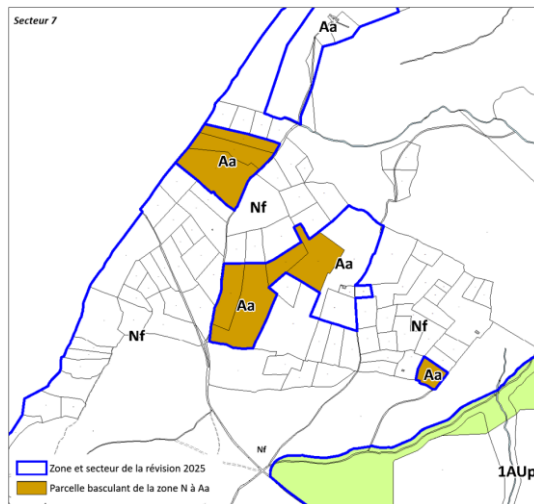 Secteur 7
Aa
Aa
Nf
Aa
Aa
Nf
Nf
Aa
Nf
1AUp
Zone et secteur de la révision 2025
Parcelle basculant de la zone N à Aa